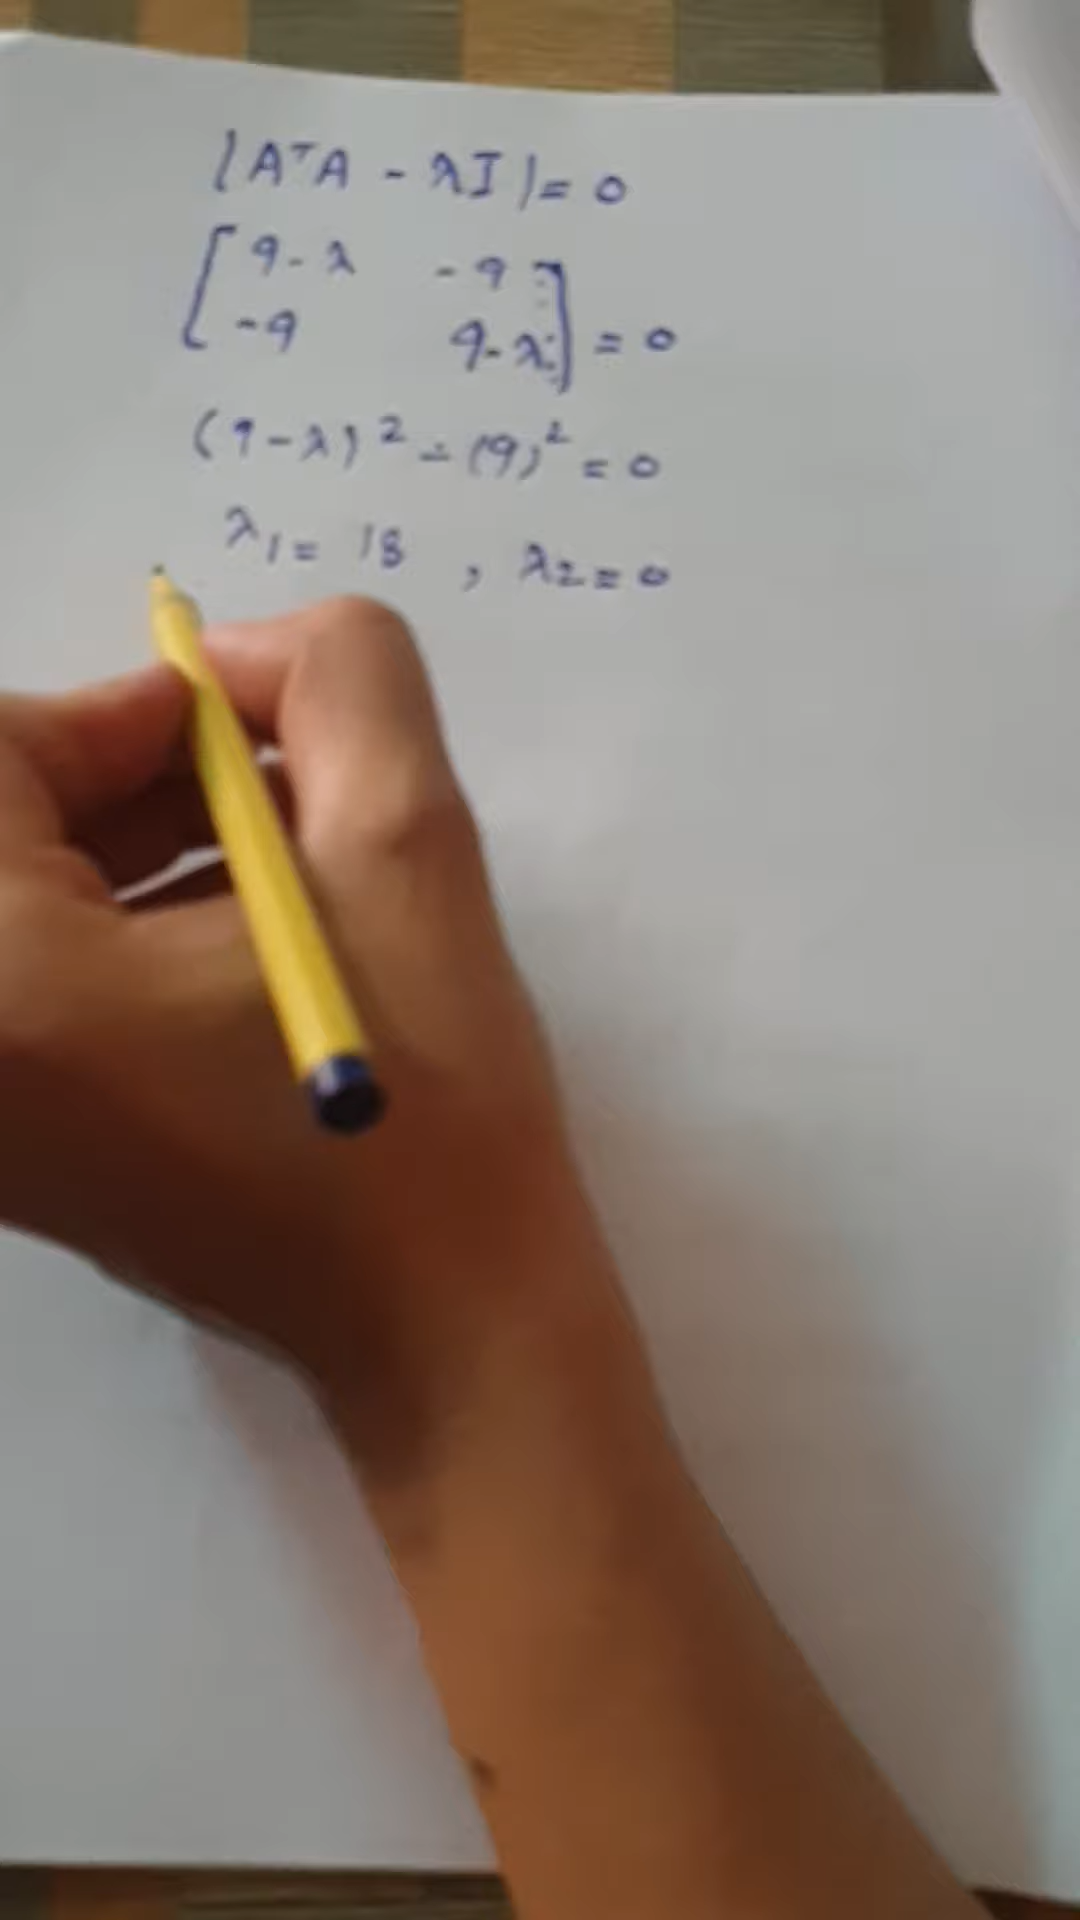 |AᵀA - λI| = 0
[9-λ -9
-9 9-λ] = 0
(9-λ)² - (9)² = 0
λ₁ = 18 , λ₂ = 0